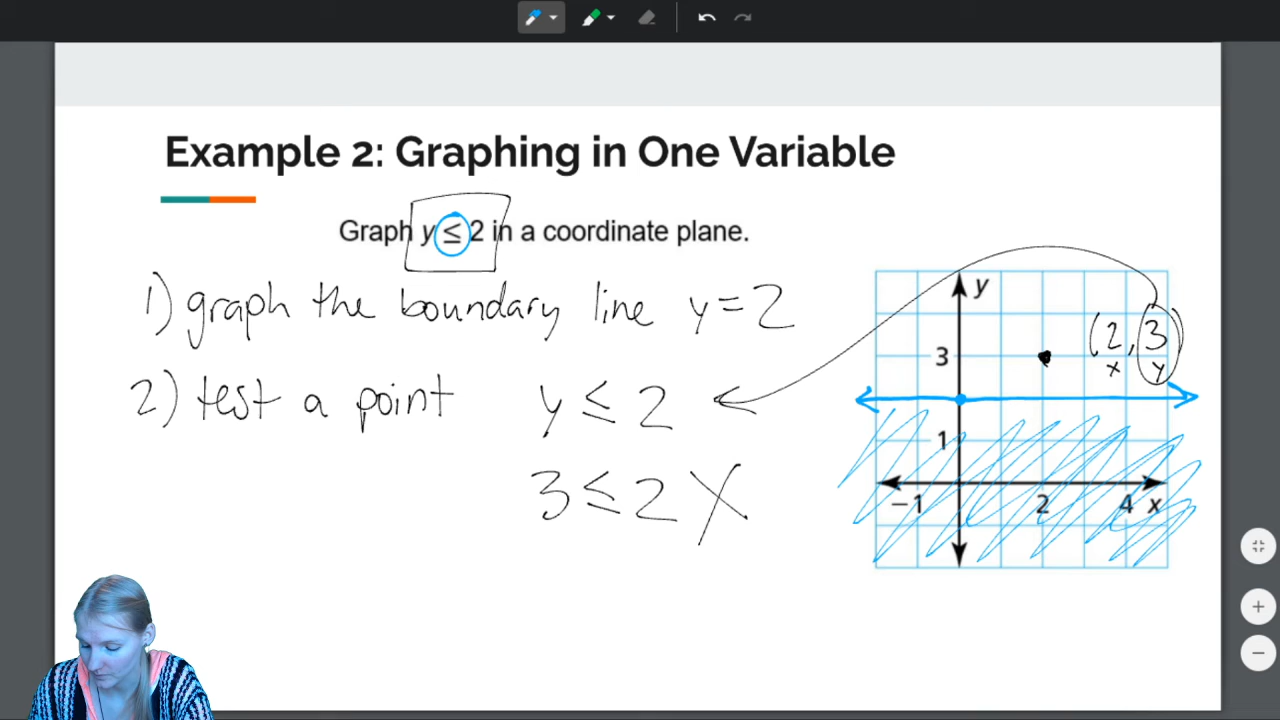 Example 2: Graphing in One Variable
Graph y ≤ 2 in a coordinate plane.
1) graph the boundary line y = 2
2) test a point y ≤ 2
3 ≤ 2 X
y
(2, 3)
x y
3
1
-1 2 4 x